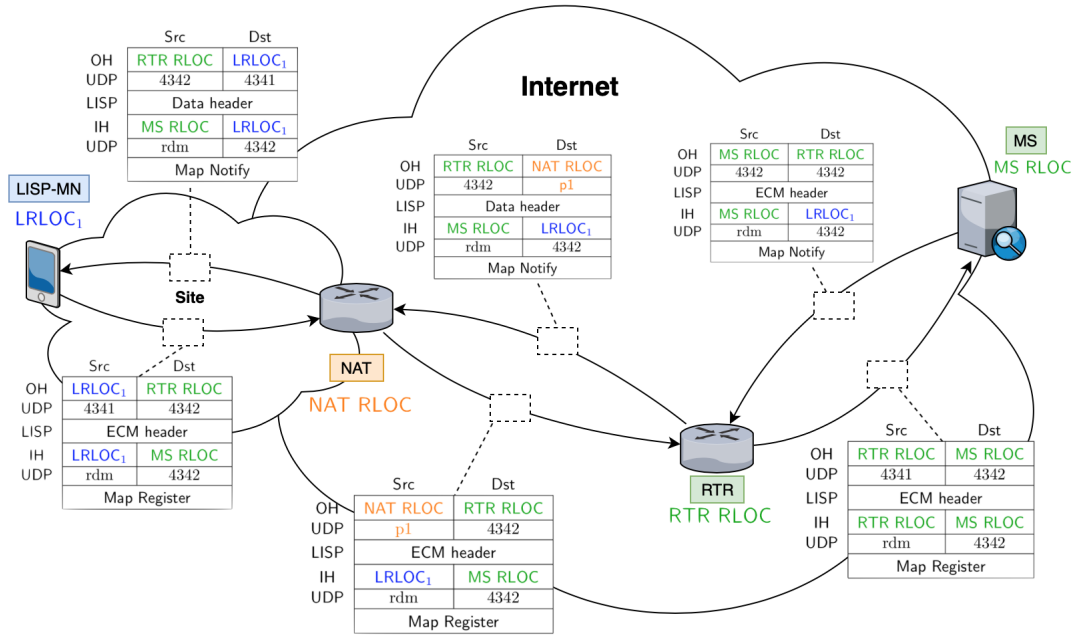 Src Dst
OH RTR RLOC LRLOC₁
UDP 4342 4341
LISP Data header
IH MS RLOC LRLOC₁
UDP rdm 4342
Map Notify
Internet
Src Dst
OH RTR RLOC NAT RLOC
UDP 4342 p1
LISP Data header
IH MS RLOC LRLOC₁
UDP rdm 4342
Map Notify
Src Dst
OH MS RLOC RTR RLOC
UDP 4342 4342
LISP ECM header
IH MS RLOC LRLOC₁
UDP rdm 4342
Map Notify
MS
MS RLOC
LISP-MN
LRLOC₁
Site
NAT
NAT RLOC
Src Dst
OH LRLOC₁ RTR RLOC
UDP 4341 4342
LISP ECM header
IH LRLOC₁ MS RLOC
UDP rdm 4342
Map Register
Src Dst
OH NAT RLOC RTR RLOC
UDP p1 4342
LISP ECM header
IH LRLOC₁ MS RLOC
UDP rdm 4342
Map Register
RTR
RTR RLOC
Src Dst
OH RTR RLOC MS RLOC
UDP 4341 4342
LISP ECM header
IH RTR RLOC MS RLOC
UDP rdm 4342
Map Register